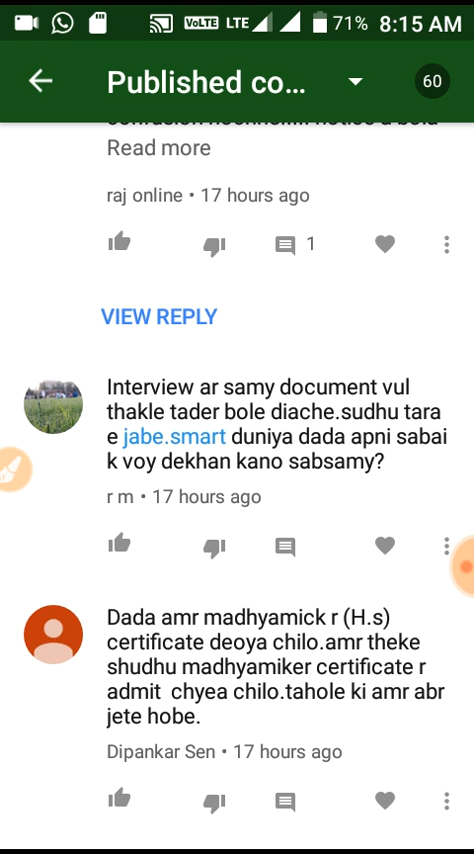 VoLTE LTE 71% 8:15 AM
Published co... 60
Read more
raj online • 17 hours ago
1
VIEW REPLY
Interview ar samy document vul
thakle tader bole diache.sudhu tara
e jabe.smart duniya dada apni sabai
k voy dekhan kano sabsamy?
r m • 17 hours ago
Dada amr madhyamick r (H.s)
certificate deoya chilo.amr theke
shudhu madhyamiker certificate r
admit chyea chilo.tahole ki amr abr
jete hobe.
Dipankar Sen • 17 hours ago